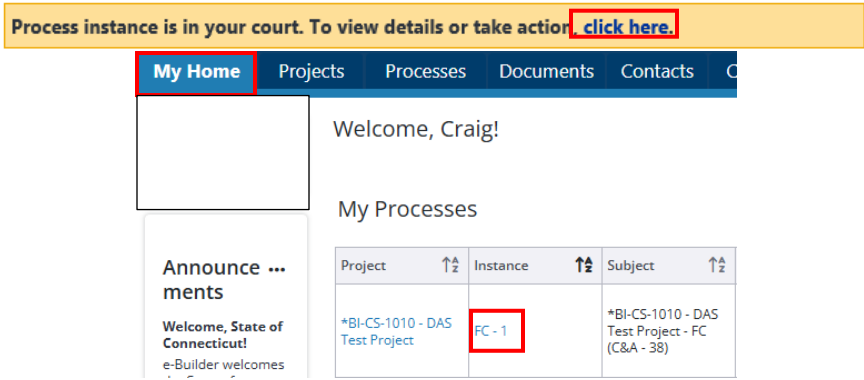 Process instance is in your court. To view details or take action, click here.
My Home Projects Processes Documents Contacts
Welcome, Craig!
My Processes
Announce ...
ments
Welcome, State of
Connecticut!
e-Builder welcomes
Project Instance Subject
*BI-CS-1010 - DAS
Test Project
FC - 1
*BI-CS-1010 - DAS
Test Project - FC
(C&A - 38)